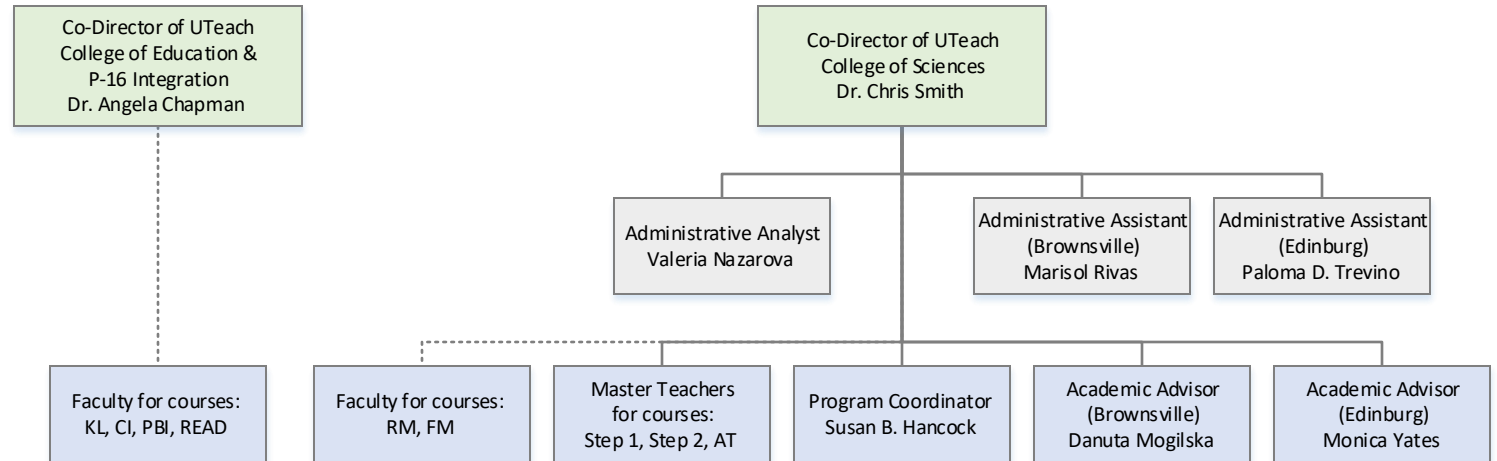 Co-Director of UTeach
College of Education &
P-16 Integration
Dr. Angela Chapman
Co-Director of UTeach
College of Sciences
Dr. Chris Smith
Administrative Analyst
Valeria Nazarova
Administrative Assistant
(Brownsville)
Marisol Rivas
Administrative Assistant
(Edinburg)
Paloma D. Trevino
Faculty for courses:
KL, CI, PBI, READ
Faculty for courses:
RM, FM
Master Teachers
for courses:
Step 1, Step 2, AT
Program Coordinator
Susan B. Hancock
Academic Advisor
(Brownsville)
Danuta Mogilska
Academic Advisor
(Edinburg)
Monica Yates